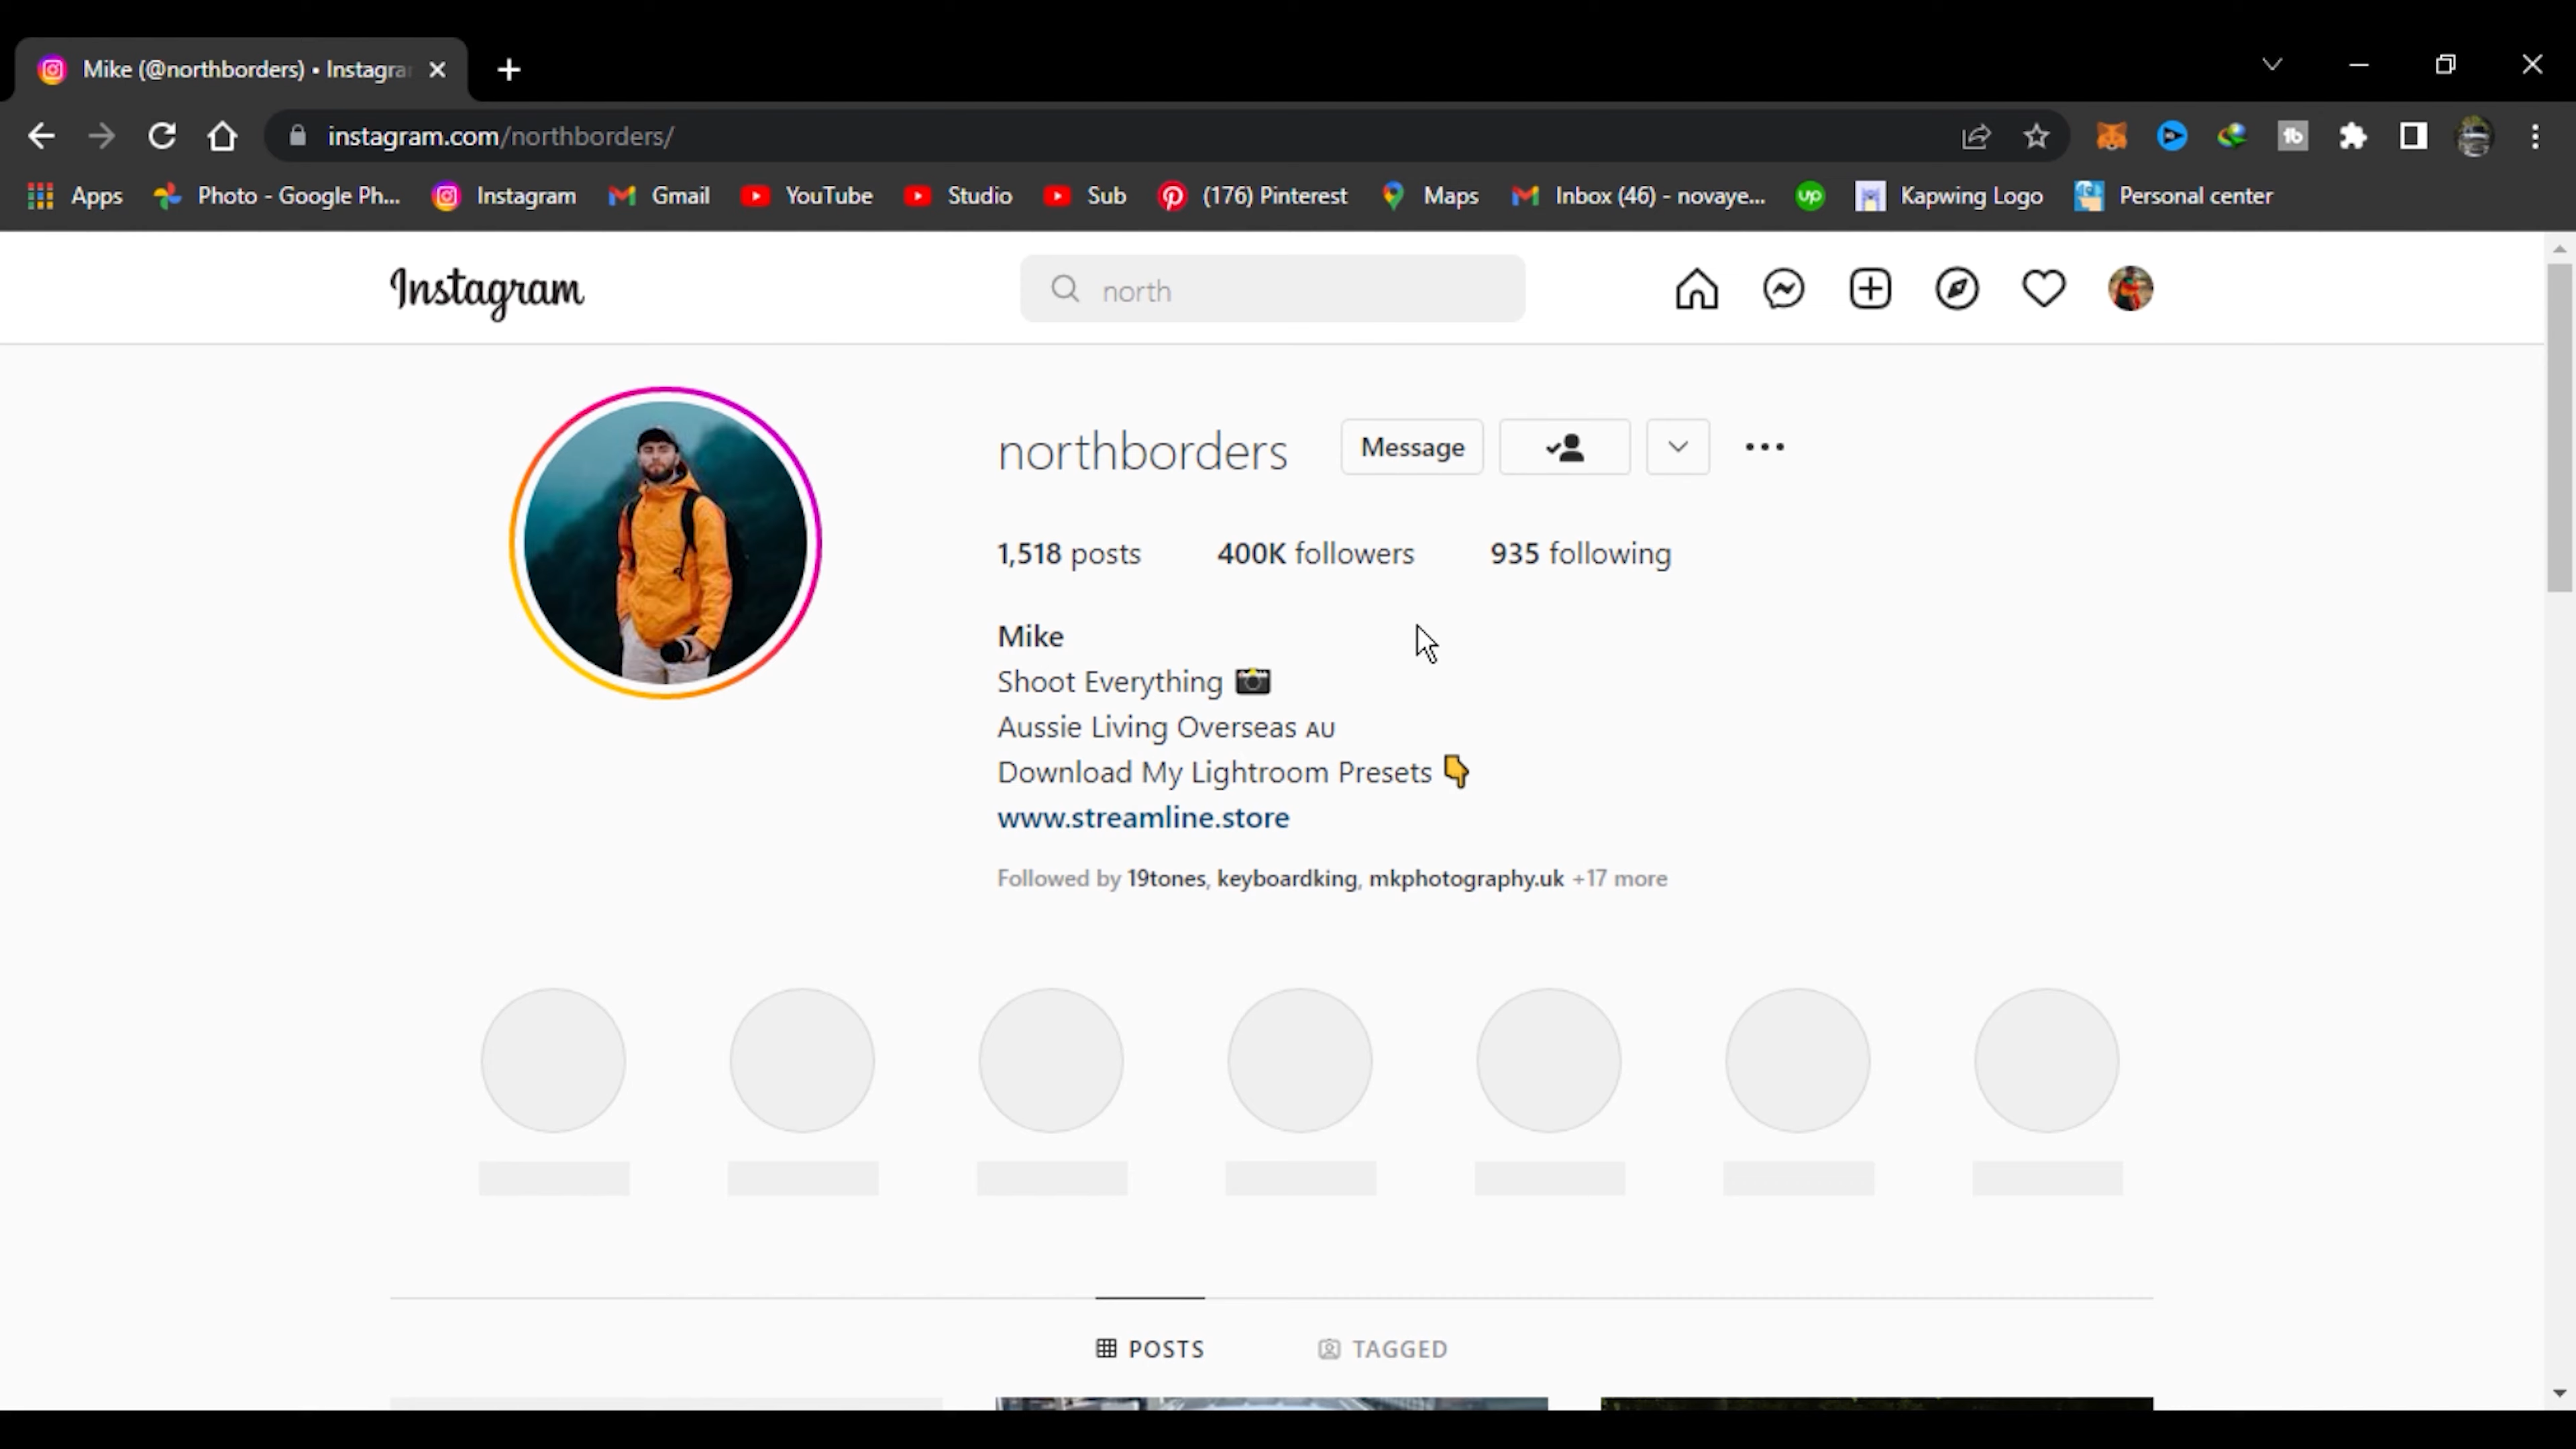 Mike (@northborders) • Instagra
instagram.com/northborders/
Apps Photo - Google Ph... Instagram Gmail YouTube Studio Sub (176) Pinterest Maps Inbox (46) - novaye... up Kapwing Logo Personal center
Instagram north
northborders Message
1,518 posts 400K followers 935 following
Mike
Shoot Everything 📷
Aussie Living Overseas AU
Download My Lightroom Presets 👇
www.streamline.store
Followed by 19tones, keyboardking, mkphotography.uk +17 more
POSTS TAGGED